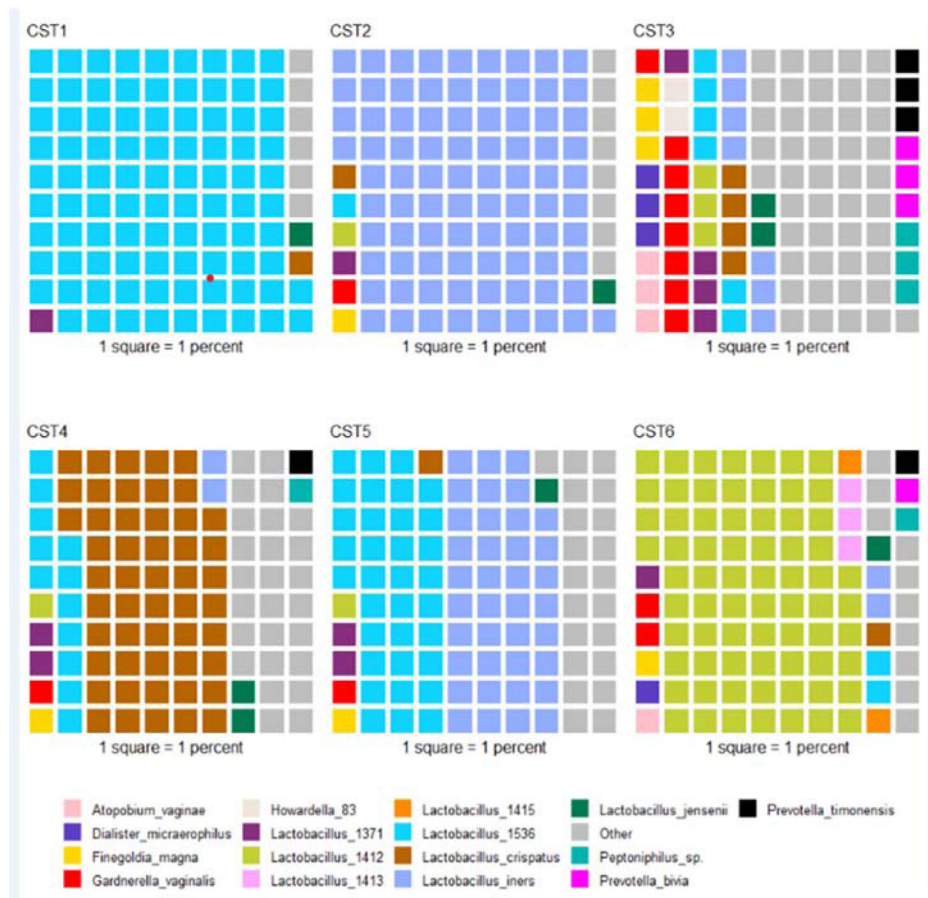 CST1 CST2 CST3
1 square = 1 percent 1 square = 1 percent 1 square = 1 percent
CST4 CST5 CST6
1 square = 1 percent 1 square = 1 percent 1 square = 1 percent
Atopobium_vaginae Howardella_83 Lactobacillus_1415 Lactobacillus_jensenii Prevotella_timonensis
Dialister_micraerophilus Lactobacillus_1371 Lactobacillus_1536 Other
Finegoldia_magna Lactobacillus_1412 Lactobacillus_crispatus Peptoniphilus_sp.
Gardnerella_vaginalis Lactobacillus_1413 Lactobacillus_iners Prevotella_bivia